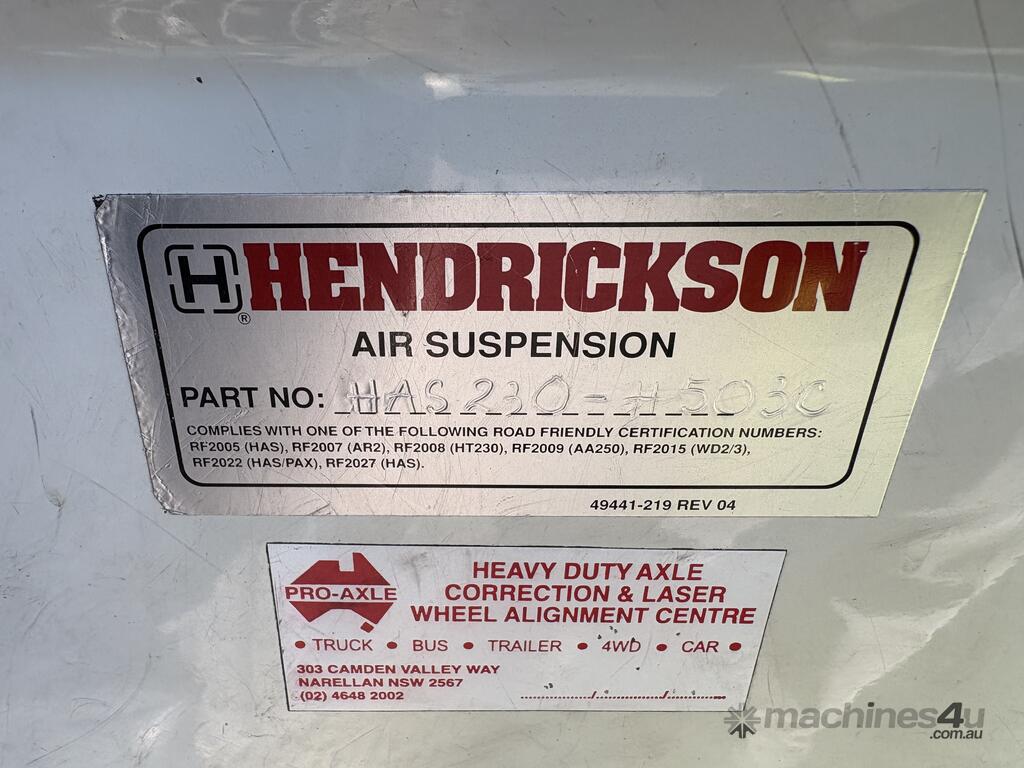 H HENDRICKSON
®
AIR SUSPENSION
PART NO: HAS 230-H503C
COMPLIES WITH ONE OF THE FOLLOWING ROAD FRIENDLY CERTIFICATION NUMBERS:
RF2005 (HAS), RF2007 (AR2), RF2008 (HT230), RF2009 (AA250), RF2015 (WD2/3),
RF2022 (HAS/PAX), RF2027 (HAS).
49441-219 REV 04
PRO-AXLE
HEAVY DUTY AXLE
CORRECTION & LASER
WHEEL ALIGNMENT CENTRE
• TRUCK • BUS • TRAILER • 4WD • CAR •
303 CAMDEN VALLEY WAY
NARELLAN NSW 2567
(02) 4648 2002 ............/............/............
machines4u
.com.au